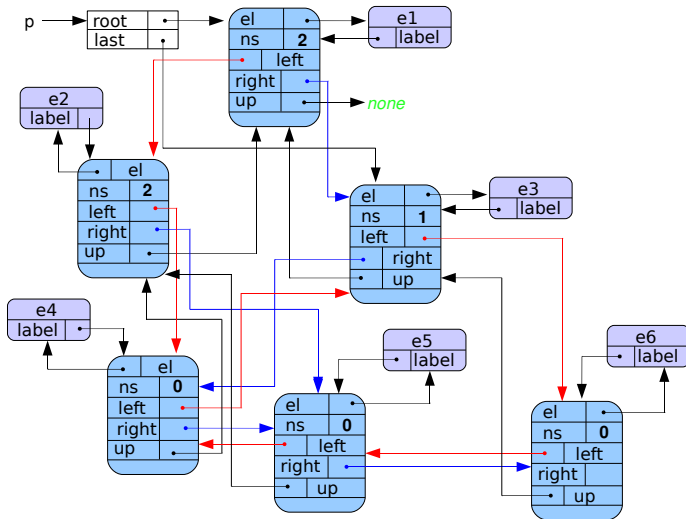 p
root
last
el
ns 2
left
right
up
none
e1
label
e2
label
el
ns 2
left
right
up
el
ns 1
left
right
up
e3
label
e4
label
el
ns 0
left
right
up
e5
label
el
ns 0
left
right
up
e6
label
el
ns 0
left
right
up